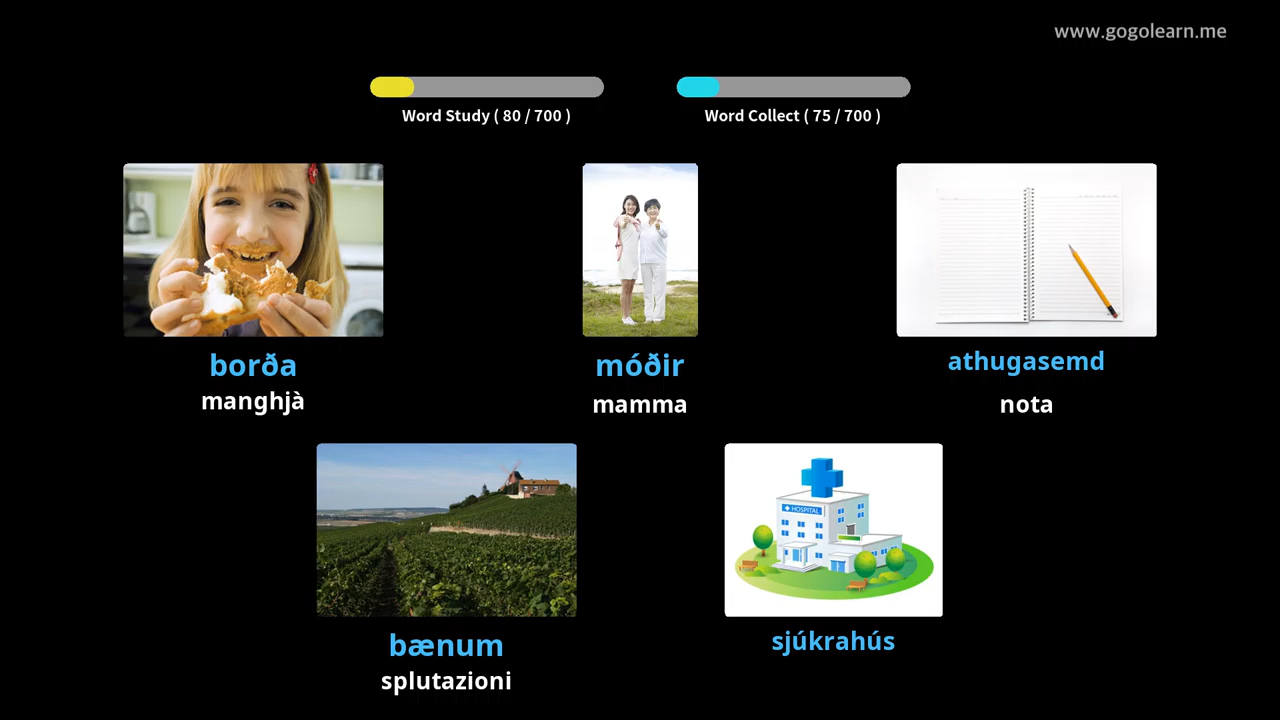 www.gogolearn.me
Word Study ( 80 / 700 )
Word Collect ( 75 / 700 )
borða
manghjà
móðir
mamma
athugasemd
nota
HOSPITAL
bænum
splutazioni
sjúkrahús